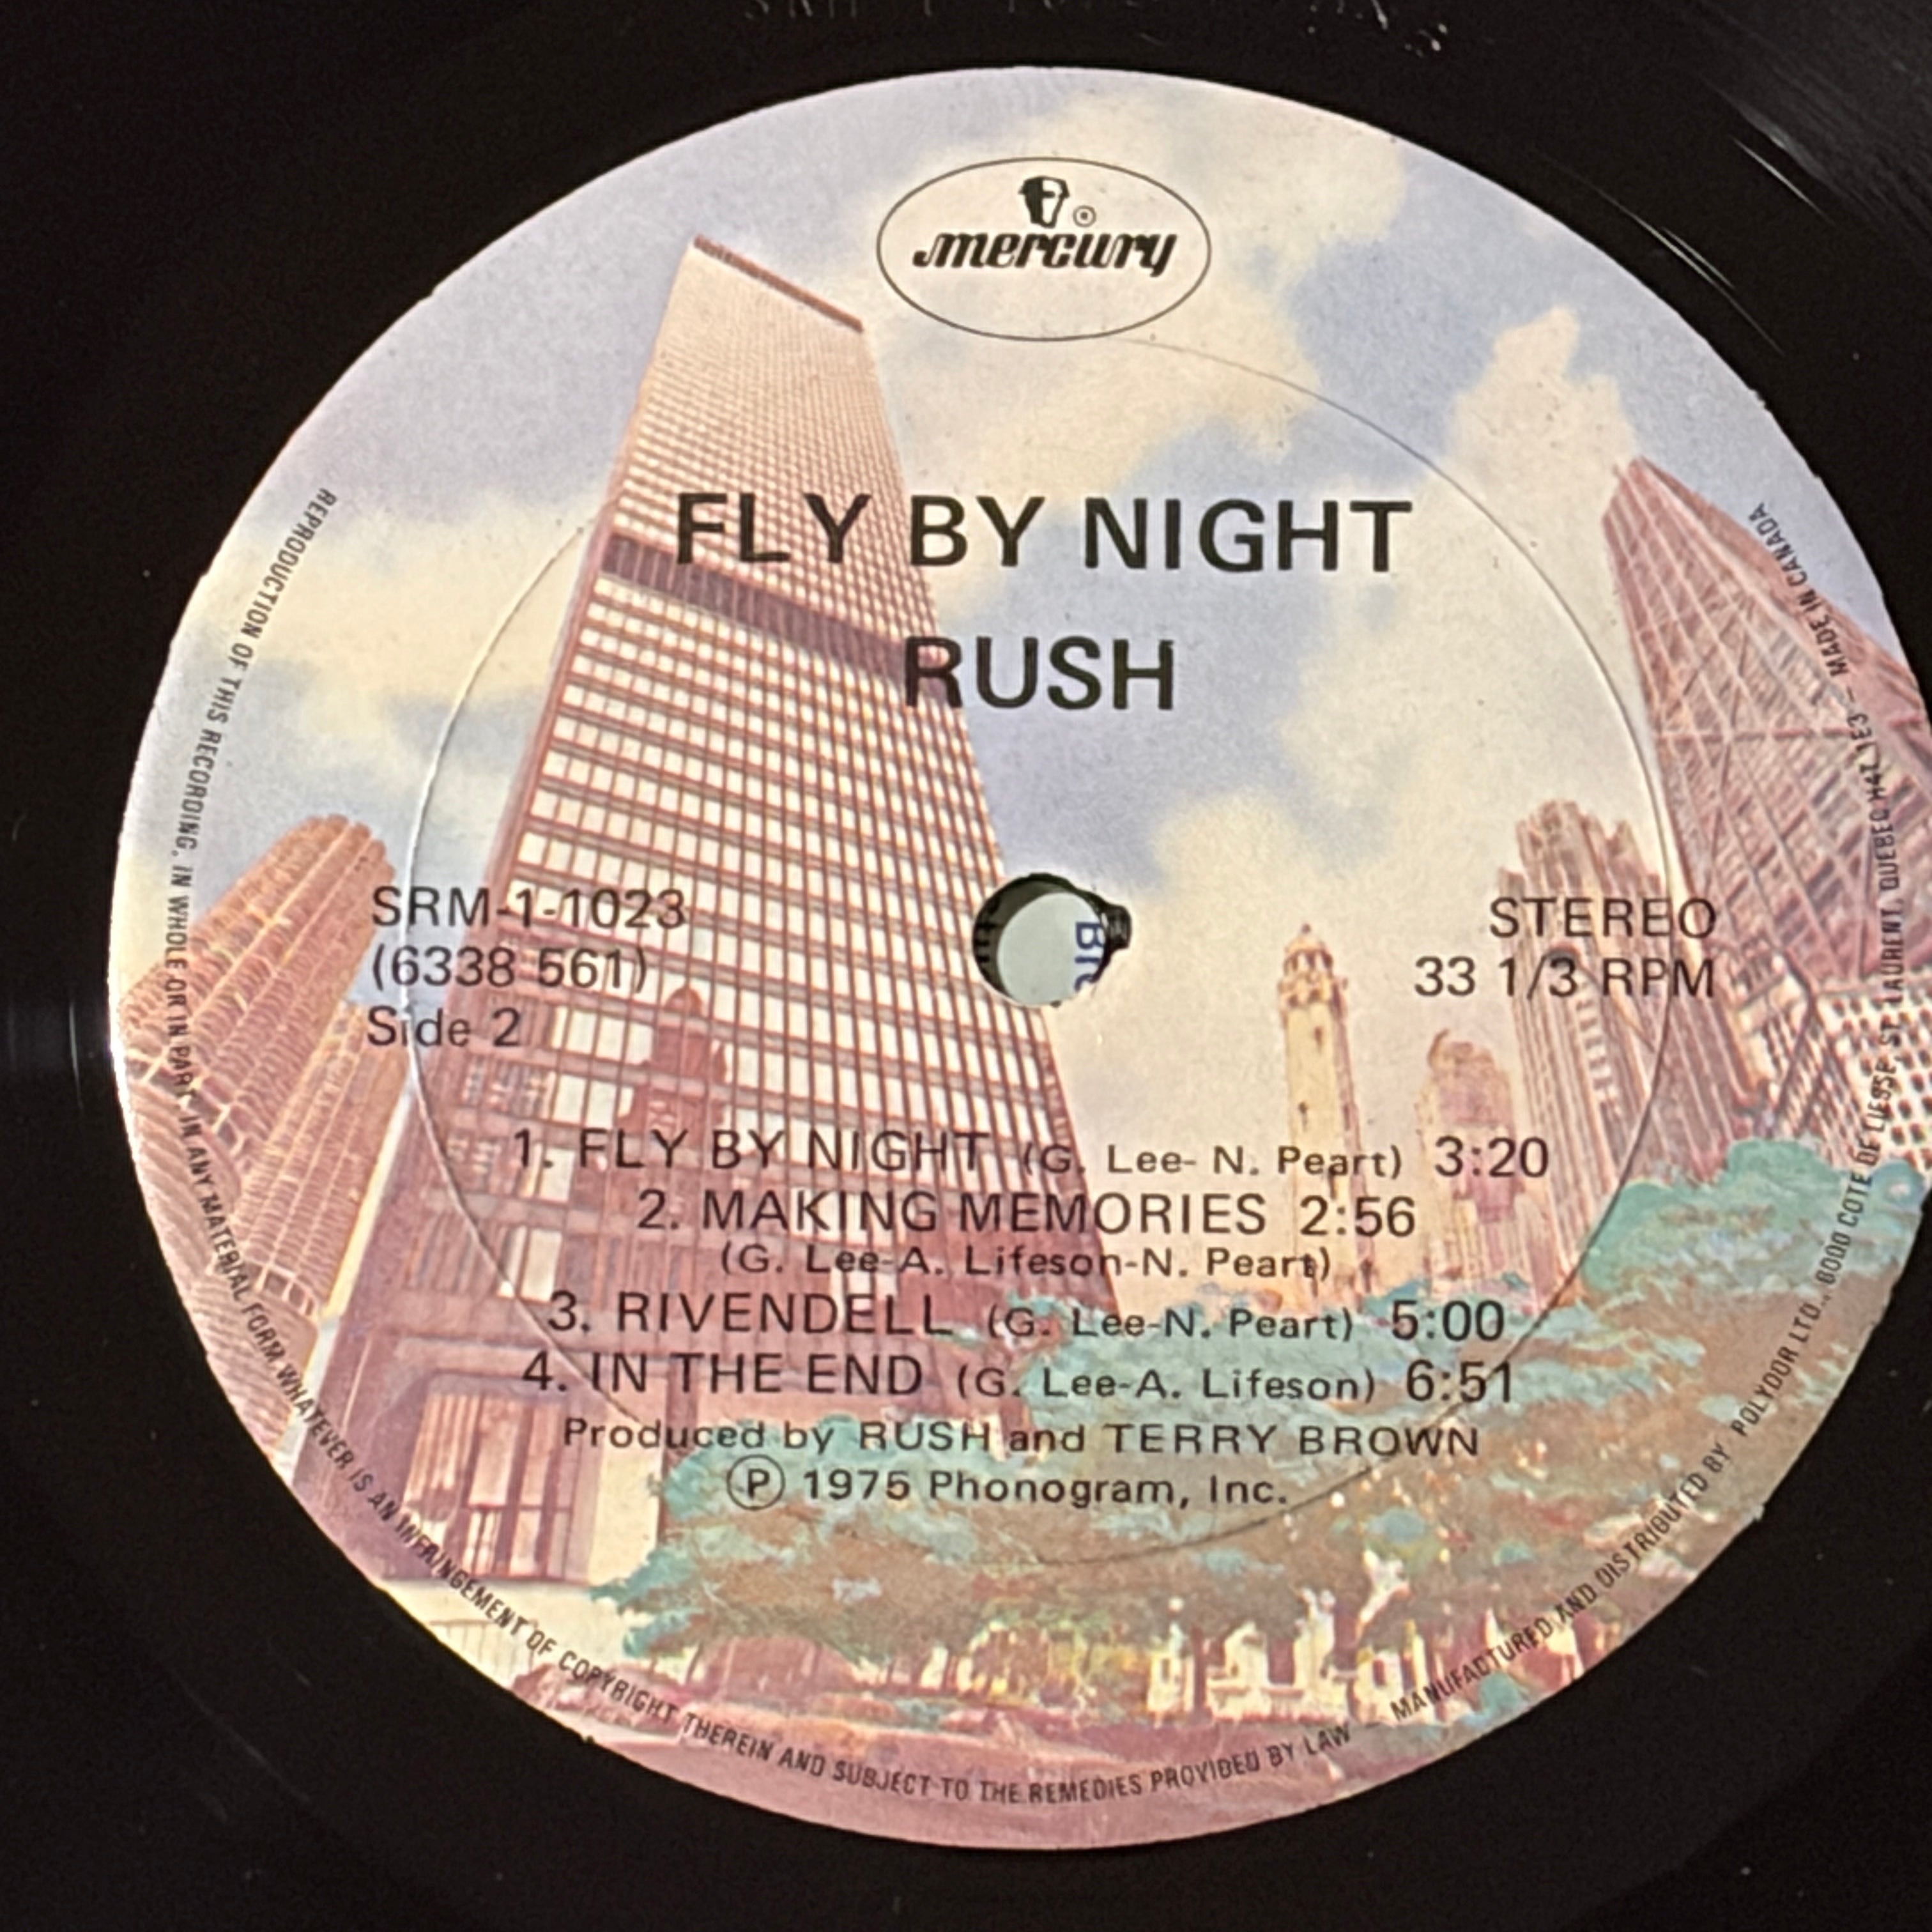 mercury ®
FLY BY NIGHT
RUSH
SRM-1-1023
(6338 561)
Side 2
STEREO
33 1/3 RPM
1. FLY BY NIGHT (G. Lee- N. Peart) 3:20
2. MAKING MEMORIES 2:56
(G. Lee-A. Lifeson-N. Peart)
3. RIVENDELL (G. Lee-N. Peart) 5:00
4. IN THE END (G. Lee-A. Lifeson) 6:51
Produced by RUSH and TERRY BROWN
Ⓟ 1975 Phonogram, Inc.
REPRODUCTION OF THIS RECORDING, IN WHOLE OR IN PART, IN ANY MATERIAL FORM WHATEVER IS AN INFRINGEMENT OF COPYRIGHT THEREIN AND SUBJECT TO THE REMEDIES PROVIDED BY LAW – MANUFACTURED AND DISTRIBUTED BY POLYDOR LTD., 6000 COTE DE LIESSE, ST. LAURENT, QUEBEC H4T 1E3 – MADE IN CANADA